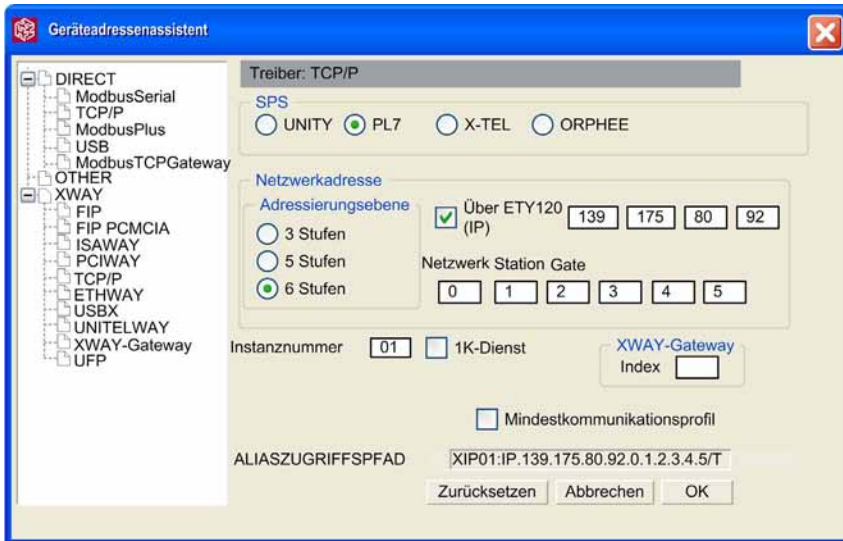 Geräteadressenassistent
DIRECT
ModbusSerial
TCP/P
ModbusPlus
USB
ModbusTCPGateway
OTHER
XWAY
FIP
FIP PCMCIA
ISAWAY
PCIWAY
TCP/P
ETHWAY
USBX
UNITELWAY
XWAY-Gateway
UFP
Treiber: TCP/P
SPS
UNITY PL7 X-TEL ORPHEE
Netzwerkadresse
Adressierungsebene
3 Stufen
5 Stufen
6 Stufen
Über ETY120 (IP) 139 175 80 92
Netzwerk Station Gate
0 1 2 3 4 5
Instanznummer 01 1K-Dienst
XWAY-Gateway
Index
Mindestkommunikationsprofil
ALIASZUGRIFFSPFAD XIP01:IP.139.175.80.92.0.1.2.3.4.5/T
Zurücksetzen Abbrechen OK